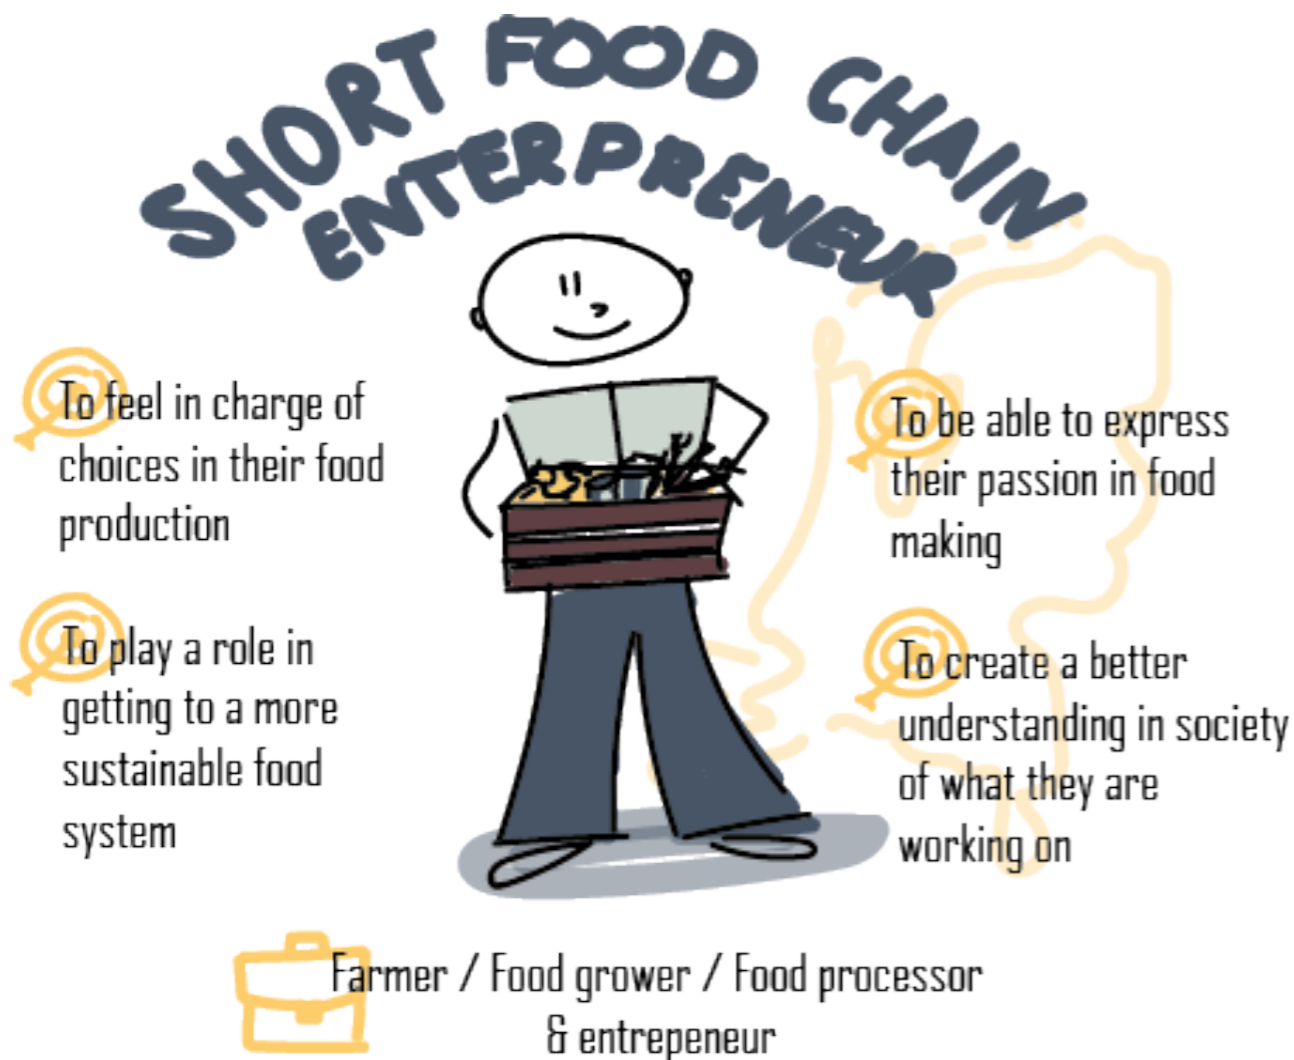 SHORT FOOD CHAIN
ENTERPRENEUR
To feel in charge of
choices in their food
production
To be able to express
their passion in food
making
To play a role in
getting to a more
sustainable food
system
To create a better
understanding in society
of what they are
working on
Farmer / Food grower / Food processor
& entrepeneur